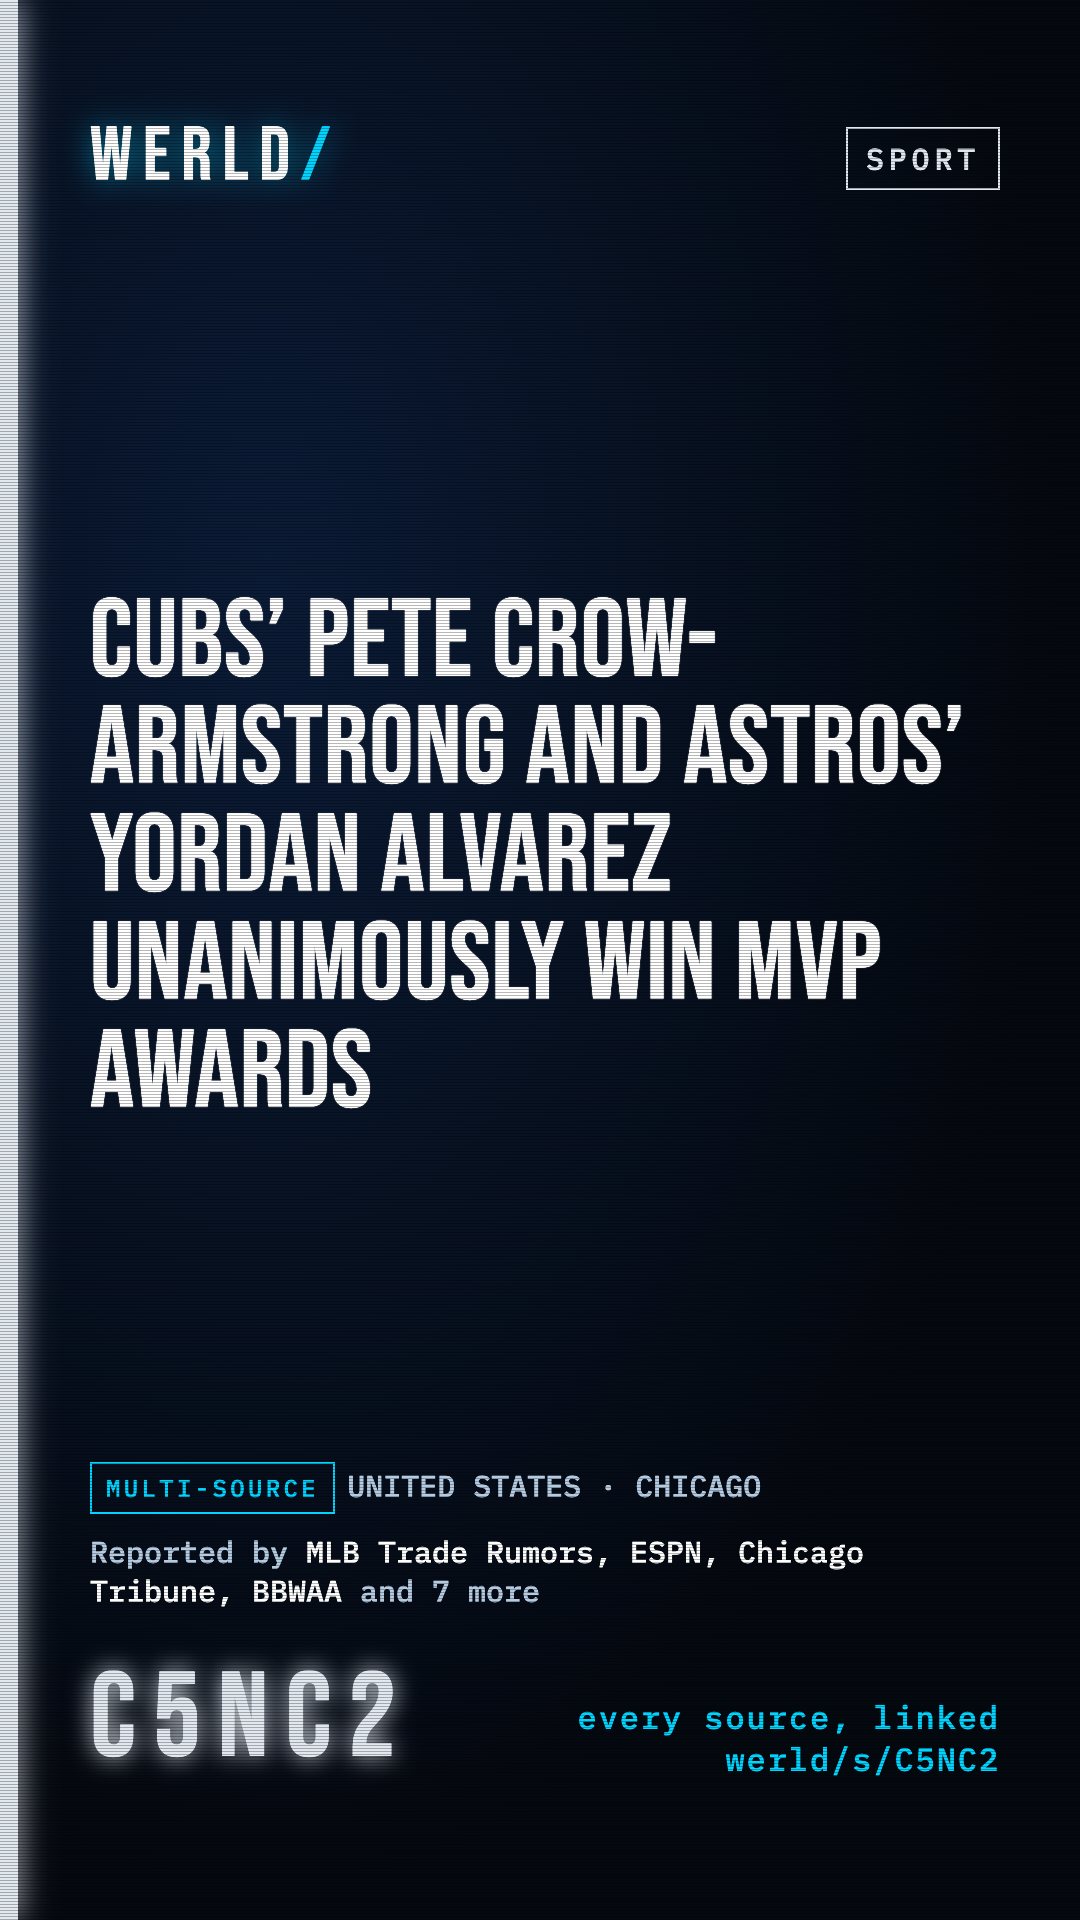 WERLD/
SPORT
CUBS’ PETE CROW-
ARMSTRONG AND ASTROS’
YORDAN ALVAREZ
UNANIMOUSLY WIN MVP
AWARDS
MULTI-SOURCE UNITED STATES · CHICAGO
Reported by MLB Trade Rumors, ESPN, Chicago
Tribune, BBWAA and 7 more
C5NC2
every source, linked
werld/s/C5NC2